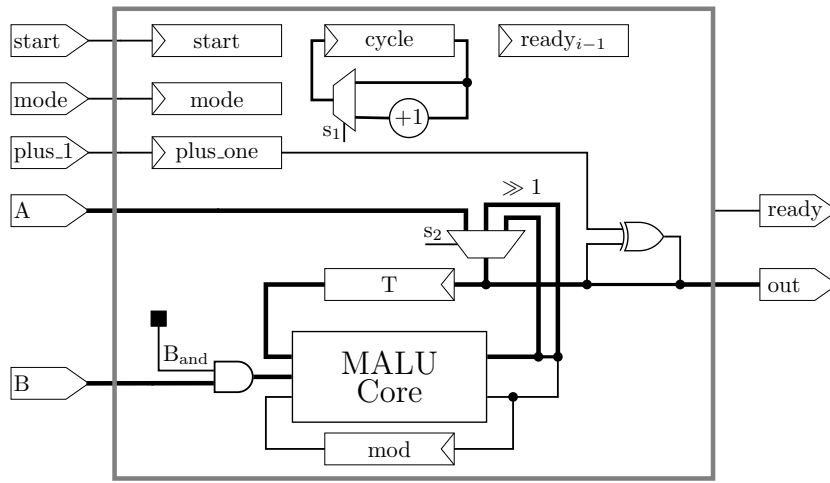 start
start
cycle
ready_{i−1}
mode
mode
+1
s_1
plus_1
plus_one
≫ 1
A
s_2
ready
T
out
B_and
B
MALU
Core
mod